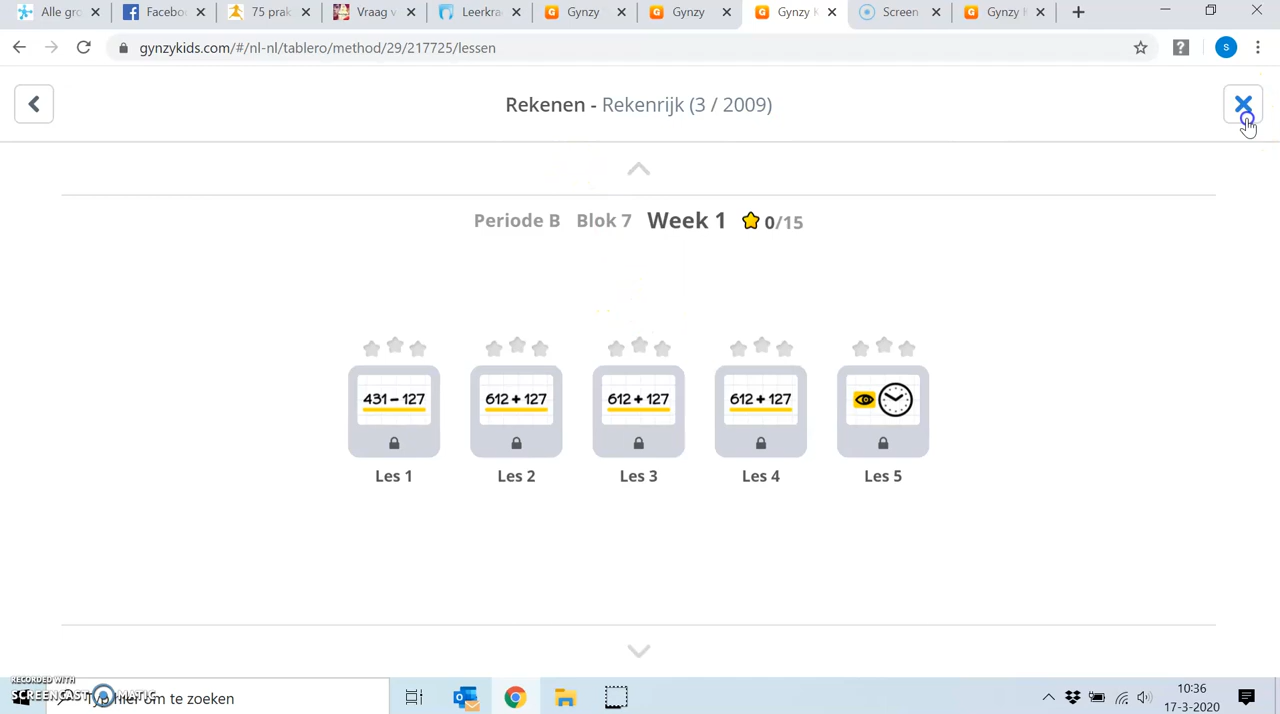 Alle gro
Facebo
75 prak
Vraag v
Leerkra
Gynzy
Gynzy
Gynzy K
Screen
Gynzy I
gynzykids.com/#/nl-nl/tablero/method/29/217725/lessen
s
Rekenen - Rekenrijk (3 / 2009)
Periode B Blok 7 Week 1 0/15
431 - 127
612 + 127
612 + 127
612 + 127
Les 1
Les 2
Les 3
Les 4
Les 5
RECORDED WITH
SCREENCAST MATIC
Typ hier om te zoeken
10:36
17-3-2020